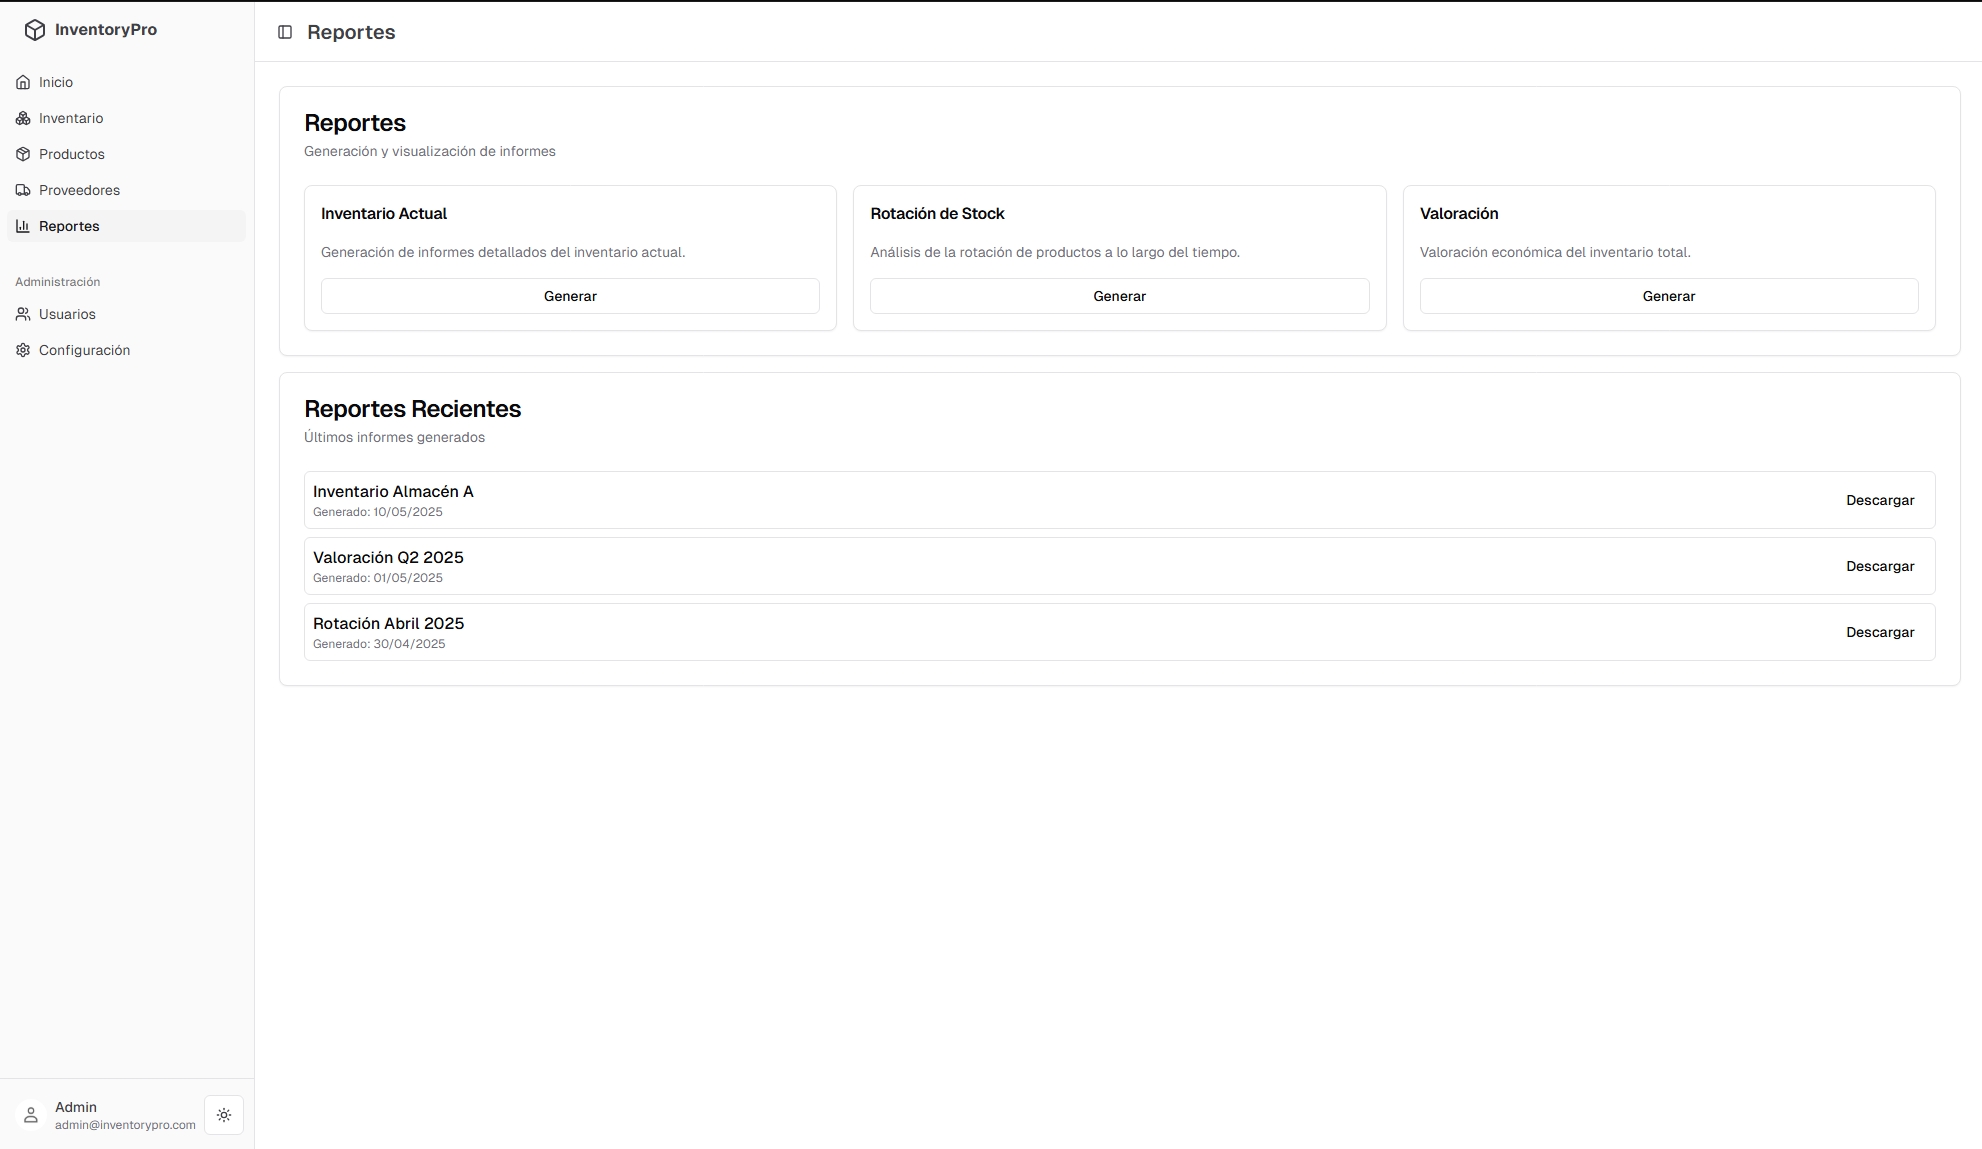 InventoryPro
Inicio
Inventario
Productos
Proveedores
Reportes
Administración
Usuarios
Configuración
Admin
admin@inventorypro.com
Reportes
Reportes
Generación y visualización de informes
Inventario Actual
Generación de informes detallados del inventario actual.
Generar
Rotación de Stock
Análisis de la rotación de productos a lo largo del tiempo.
Generar
Valoración
Valoración económica del inventario total.
Generar
Reportes Recientes
Últimos informes generados
Inventario Almacén A
Generado: 10/05/2025
Descargar
Valoración Q2 2025
Generado: 01/05/2025
Descargar
Rotación Abril 2025
Generado: 30/04/2025
Descargar